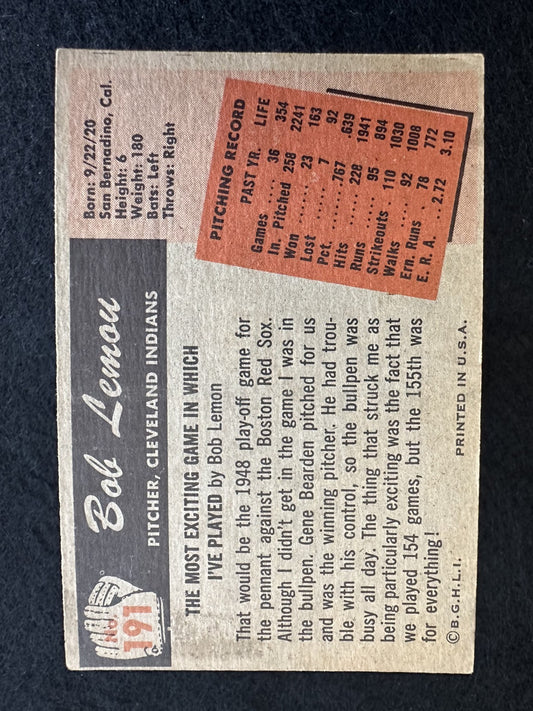 NO.
191
Bob Lemon
PITCHER, CLEVELAND INDIANS
Born: 9/22/20
San Bernadino, Cal.
Height: 6
Weight: 180
Bats: Left
Throws: Right
THE MOST EXCITING GAME IN WHICH
I'VE PLAYED by Bob Lemon
That would be the 1948 play-off game for
the pennant against the Boston Red Sox.
Although I didn't get in the game I was in
the bullpen. Gene Bearden pitched for us
and was the winning pitcher. He had trou-
ble with his control, so the bullpen was
busy all day. The thing that struck me as
being particularly exciting was the fact that
we played 154 games, but the 155th was
for everything!
PITCHING RECORD
PAST YR. LIFE
Games . . . . 36 354
In. Pitched 258 2241
Won . . . . . . 23 163
Lost . . . . . . 7 92
Pct. . . . . . .767 .639
Hits . . . . . 228 1941
Runs . . . . . 95 894
Strikeouts . 110 1030
Walks . . . . . 92 1008
Ern. Runs . 78 772
E. R. A. . . 2.72 3.10
© B.G.H.L.I.
PRINTED IN U.S.A.